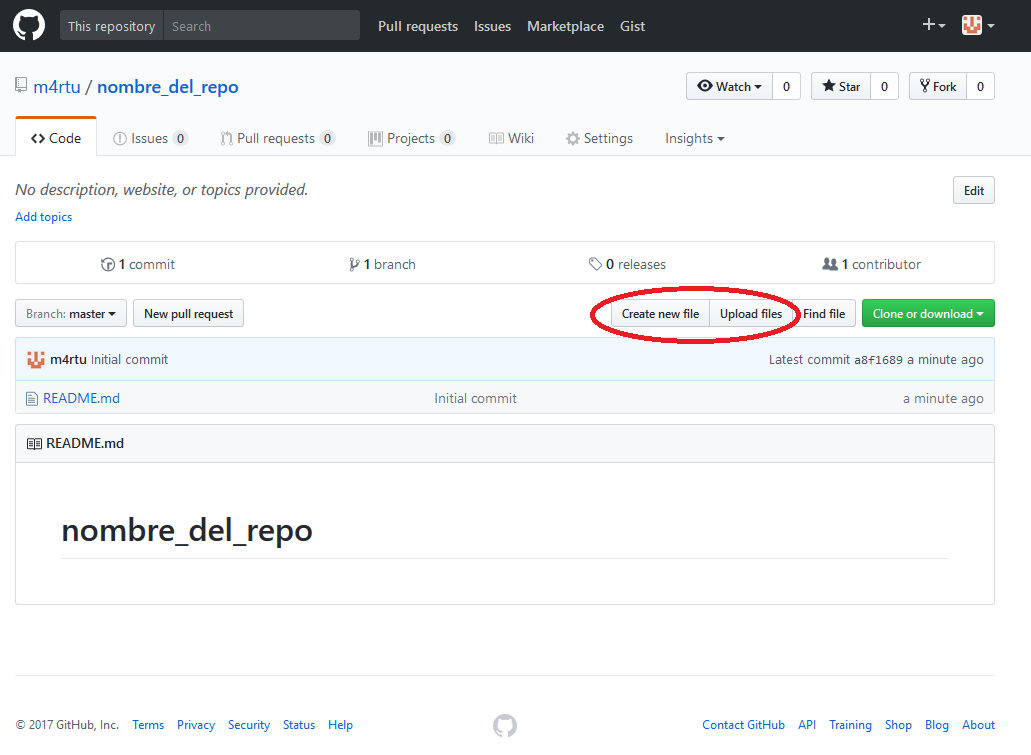 This repository Search Pull requests Issues Marketplace Gist
m4rtu / nombre_del_repo Watch 0 Star 0 Fork 0
Code Issues 0 Pull requests 0 Projects 0 Wiki Settings Insights
No description, website, or topics provided. Edit
Add topics
1 commit 1 branch 0 releases 1 contributor
Branch: master New pull request Create new file Upload files Find file Clone or download
m4rtu Initial commit Latest commit a8f1689 a minute ago
README.md Initial commit a minute ago
README.md
nombre_del_repo
© 2017 GitHub, Inc. Terms Privacy Security Status Help Contact GitHub API Training Shop Blog About